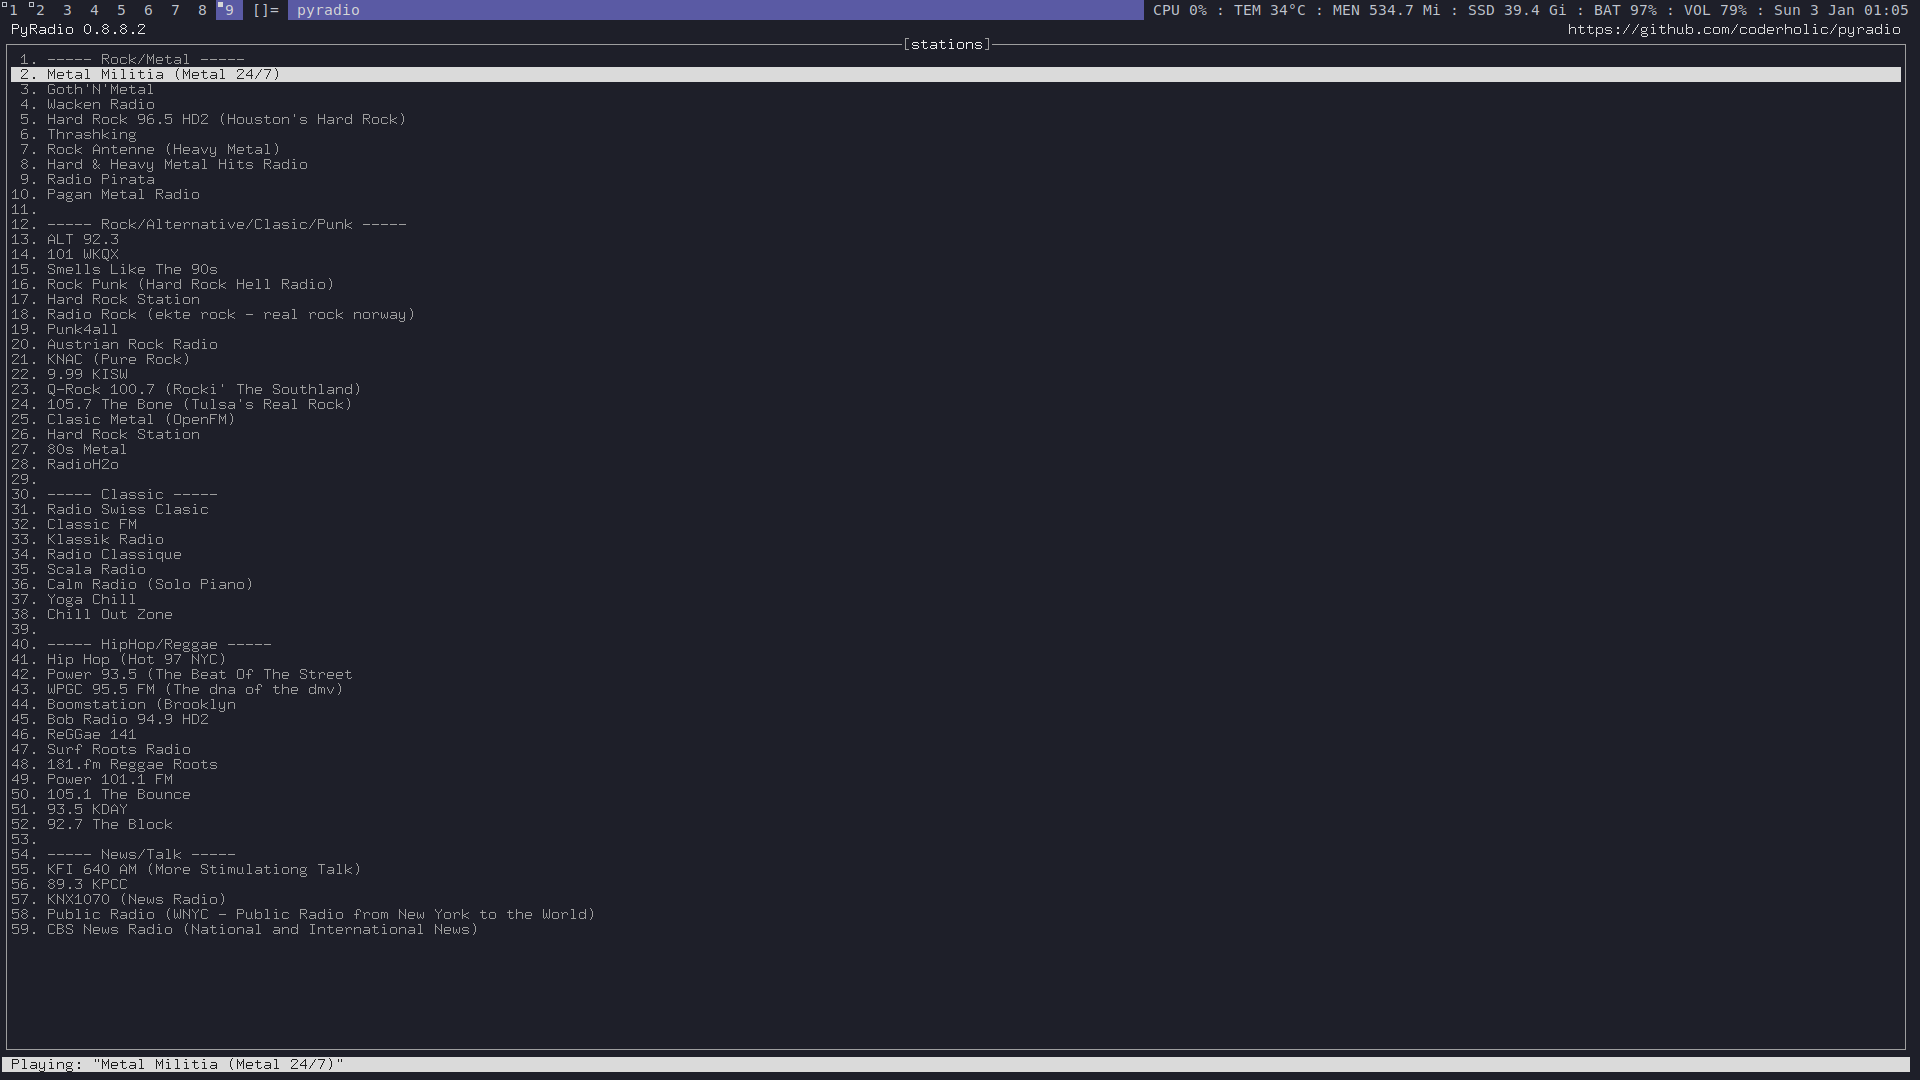 1 2 3 4 5 6 7 8 9 []= pyradio CPU 0% : TEM 34°C : MEN 534.7 Mi : SSD 39.4 Gi : BAT 97% : VOL 79% : Sun 3 Jan 01:05
PyRadio 0.8.8.2 https://github.com/coderholic/pyradio
[stations]
1. ----- Rock/Metal -----
2. Metal Militia (Metal 24/7)
3. Goth'N'Metal
4. Wacken Radio
5. Hard Rock 96.5 HD2 (Houston's Hard Rock)
6. Thrashking
7. Rock Antenne (Heavy Metal)
8. Hard & Heavy Metal Hits Radio
9. Radio Pirata
10. Pagan Metal Radio
11.
12. ----- Rock/Alternative/Clasic/Punk -----
13. ALT 92.3
14. 101 WKQX
15. Smells Like The 90s
16. Rock Punk (Hard Rock Hell Radio)
17. Hard Rock Station
18. Radio Rock (ekte rock - real rock norway)
19. Punk4all
20. Austrian Rock Radio
21. KNAC (Pure Rock)
22. 9.99 KISW
23. Q-Rock 100.7 (Rocki' The Southland)
24. 105.7 The Bone (Tulsa's Real Rock)
25. Clasic Metal (OpenFM)
26. Hard Rock Station
27. 80s Metal
28. RadioH2o
29.
30. ----- Classic -----
31. Radio Swiss Clasic
32. Classic FM
33. Klassik Radio
34. Radio Classique
35. Scala Radio
36. Calm Radio (Solo Piano)
37. Yoga Chill
38. Chill Out Zone
39.
40. ----- HipHop/Reggae -----
41. Hip Hop (Hot 97 NYC)
42. Power 93.5 (The Beat Of The Street
43. WPGC 95.5 FM (The dna of the dmv)
44. Boomstation (Brooklyn
45. Bob Radio 94.9 HD2
46. ReGGae 141
47. Surf Roots Radio
48. 181.fm Reggae Roots
49. Power 101.1 FM
50. 105.1 The Bounce
51. 93.5 KDAY
52. 92.7 The Block
53.
54. ----- News/Talk -----
55. KFI 640 AM (More Stimulationg Talk)
56. 89.3 KPCC
57. KNX1070 (News Radio)
58. Public Radio (WNYC - Public Radio from New York to the World)
59. CBS News Radio (National and International News)
Playing: "Metal Militia (Metal 24/7)"